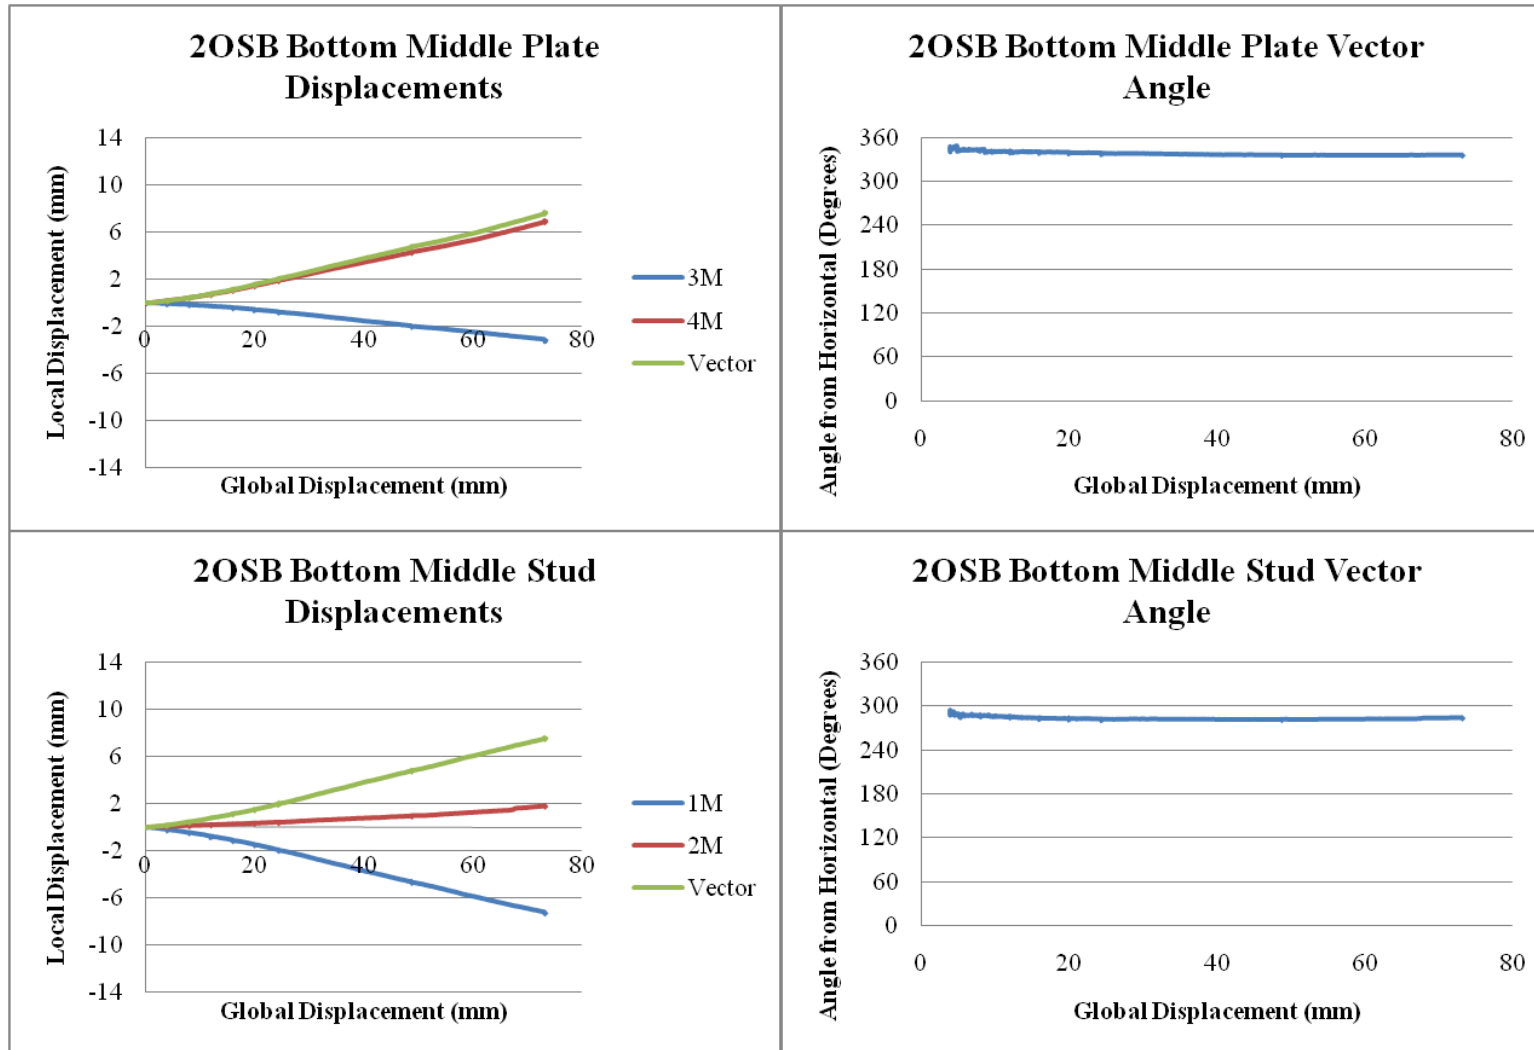 2OSB Bottom Middle Plate
Displacements
14
10
6
2
-2
-6
-10
-14
0
20
40
60
80
Local Displacement (mm)
Global Displacement (mm)
3M
4M
Vector
2OSB Bottom Middle Plate Vector
Angle
360
300
240
180
120
60
0
0
20
40
60
80
Angle from Horizontal (Degrees)
Global Displacement (mm)
2OSB Bottom Middle Stud
Displacements
14
10
6
2
-2
-6
-10
-14
0
20
40
60
80
Local Displacement (mm)
Global Displacement (mm)
1M
2M
Vector
2OSB Bottom Middle Stud Vector
Angle
360
300
240
180
120
60
0
0
20
40
60
80
Angle from Horizontal (Degrees)
Global Displacement (mm)